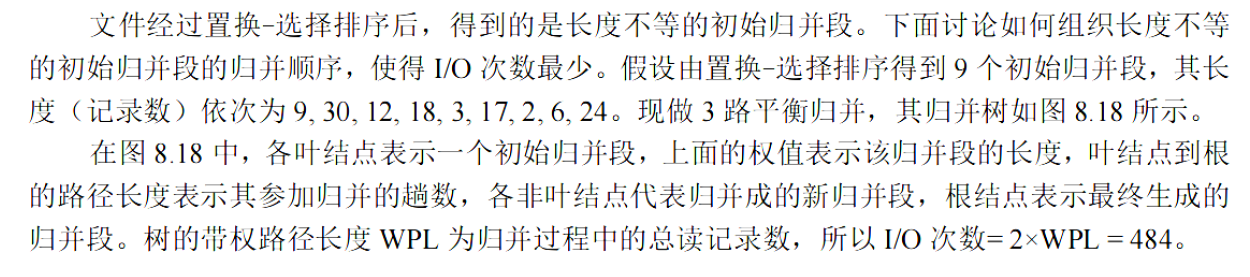 文件经过置换-选择排序后，得到的是长度不等的初始归并段。下面讨论如何组织长度不等
的初始归并段的归并顺序，使得 I/O 次数最少。假设由置换-选择排序得到 9 个初始归并段，其长
度（记录数）依次为 9, 30, 12, 18, 3, 17, 2, 6, 24。现做 3 路平衡归并，其归并树如图 8.18 所示。
在图 8.18 中，各叶结点表示一个初始归并段，上面的权值表示该归并段的长度，叶结点到根
的路径长度表示其参加归并的趟数，各非叶结点代表归并成的新归并段，根结点表示最终生成的
归并段。树的带权路径长度 WPL 为归并过程中的总读记录数，所以 I/O 次数= 2×WPL = 484。